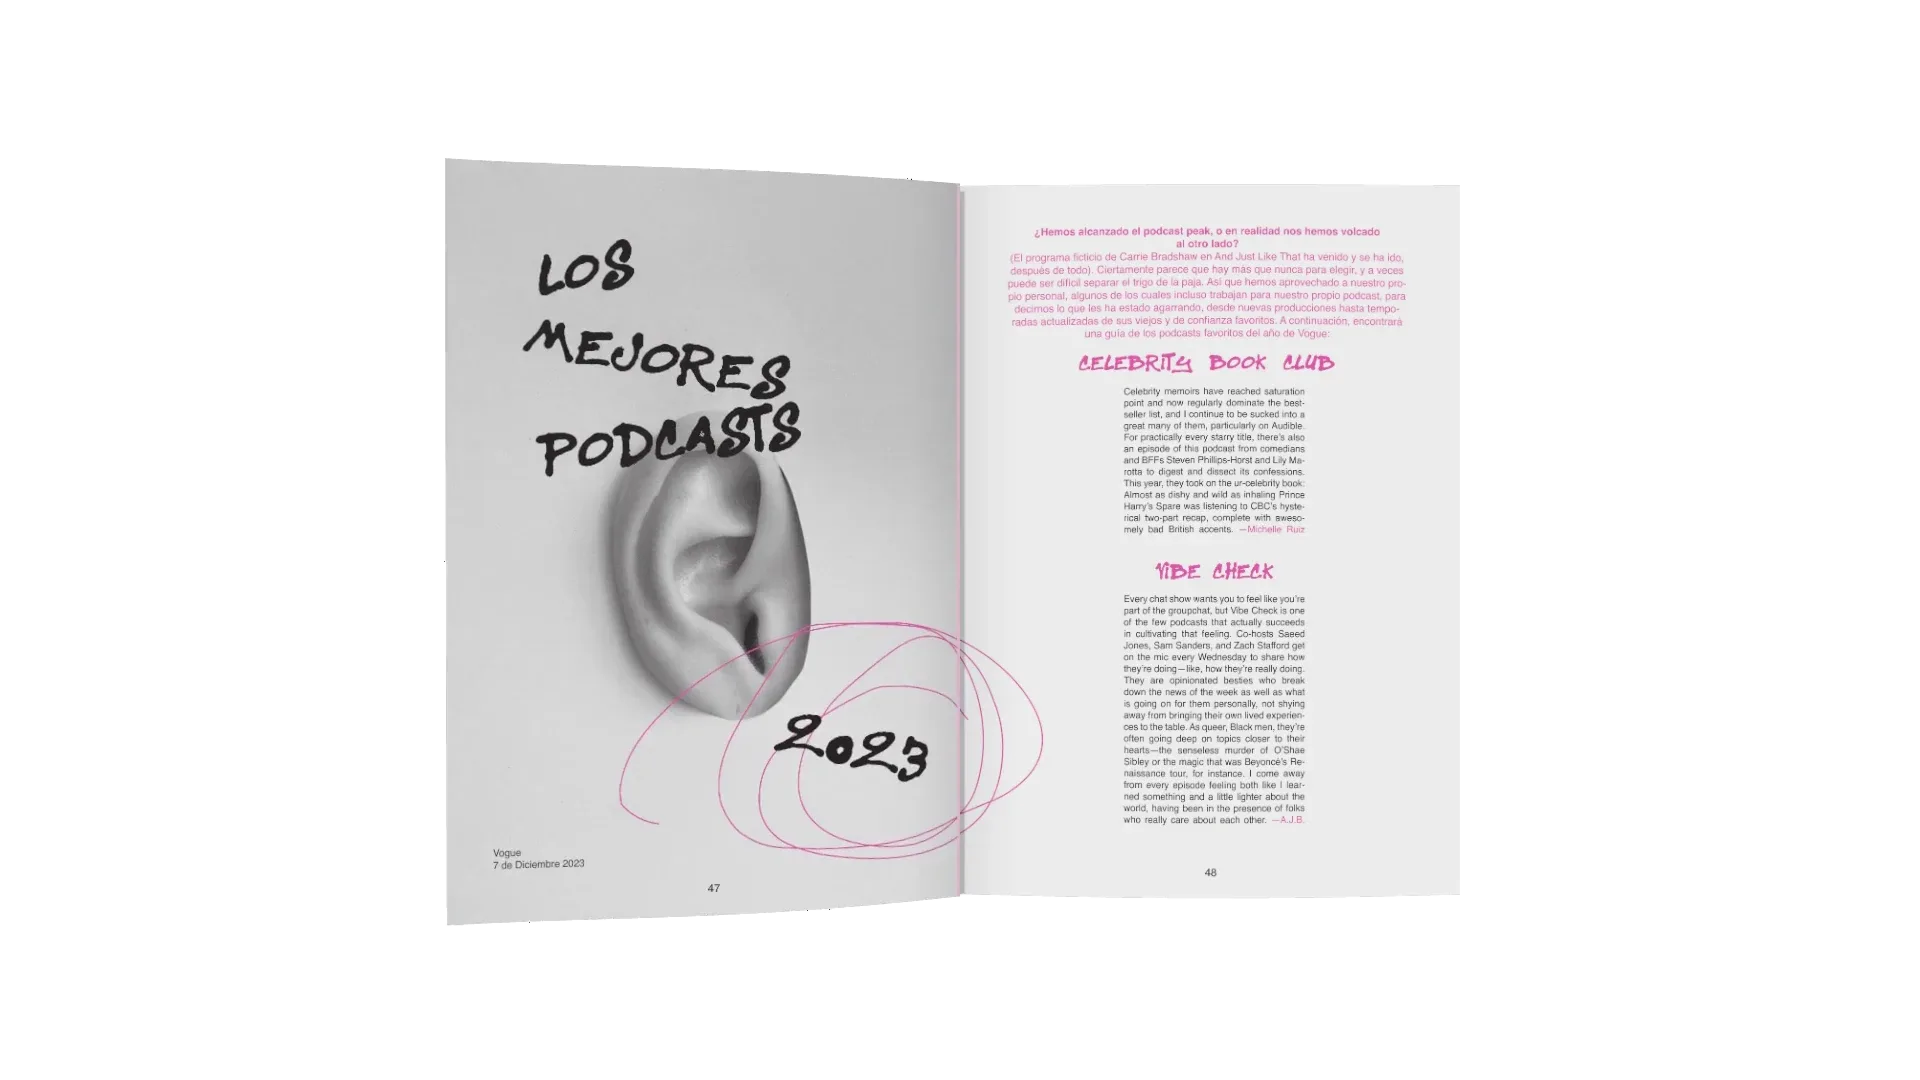 LOS
MEJORES
PODCASTS
2023
Vogue
7 de Diciembre 2023
47
¿Hemos alcanzado el podcast peak, o en realidad nos hemos volcado
al otro lado?
(El programa ficticio de Carrie Bradshaw en And Just Like That ha venido y se ha ido,
después de todo). Ciertamente parece que hay más que nunca para elegir, y a veces
puede ser difícil separar el trigo de la paja. Así que hemos aprovechado a nuestro pro-
pio personal, algunos de los cuales incluso trabajan para nuestro propio podcast, para
decirnos lo que les ha estado agarrando, desde nuevas producciones hasta tempo-
radas actualizadas de sus viejos y de confianza favoritos. A continuación, encontrará
una guía de los podcasts favoritos del año de Vogue:
CELEBRITY BOOK CLUB
Celebrity memoirs have reached saturation
point and now regularly dominate the best-
seller list, and I continue to be sucked into a
great many of them, particularly on Audible.
For practically every starry title, there's also
an episode of this podcast from comedians
and BFFs Steven Phillips-Horst and Lily Ma-
rotta to digest and dissect its confessions.
This year, they took on the ur-celebrity book:
Almost as dishy and wild as inhaling Prince
Harry's Spare was listening to CBC's hyste-
rical two-part recap, complete with aweso-
mely bad British accents. —Michelle Ruiz
VIBE CHECK
Every chat show wants you to feel like you're
part of the groupchat, but Vibe Check is one
of the few podcasts that actually succeeds
in cultivating that feeling. Co-hosts Saeed
Jones, Sam Sanders, and Zach Stafford get
on the mic every Wednesday to share how
they're doing—like, how they're really doing.
They are opinionated besties who break
down the news of the week as well as what
is going on for them personally, not shying
away from bringing their own lived experien-
ces to the table. As queer, Black men, they're
often going deep on topics closer to their
hearts—the senseless murder of O'Shae
Sibley or the magic that was Beyoncé's Re-
naissance tour, for instance. I come away
from every episode feeling both like I lear-
ned something and a little lighter about the
world, having been in the presence of folks
who really care about each other. —A.J.B.
48